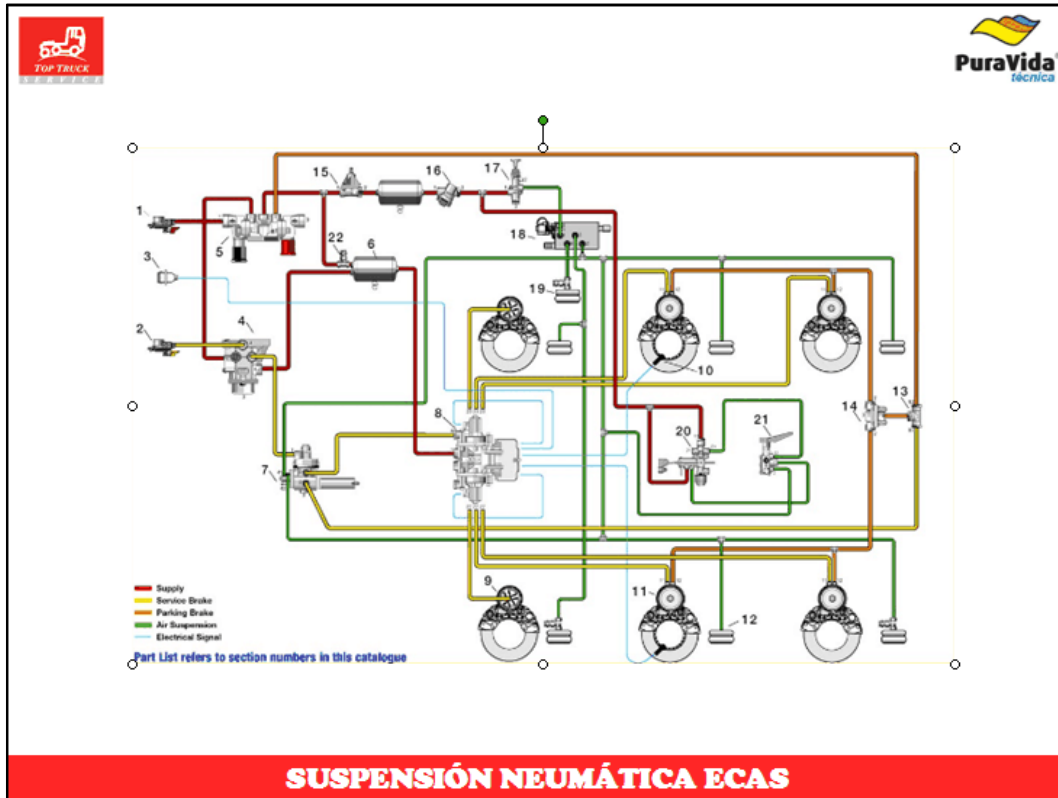 TOP TRUCK
SERVICE
PuraVida
técnica
15
16
17
1
5
18
22
6
3
19
2
4
10
8
14
13
20
21
7
9
11
12
Supply
Service Brake
Parking Brake
Air Suspension
Electrical Signal
Part List refers to section numbers in this catalogue
SUSPENSIÓN NEUMÁTICA ECAS